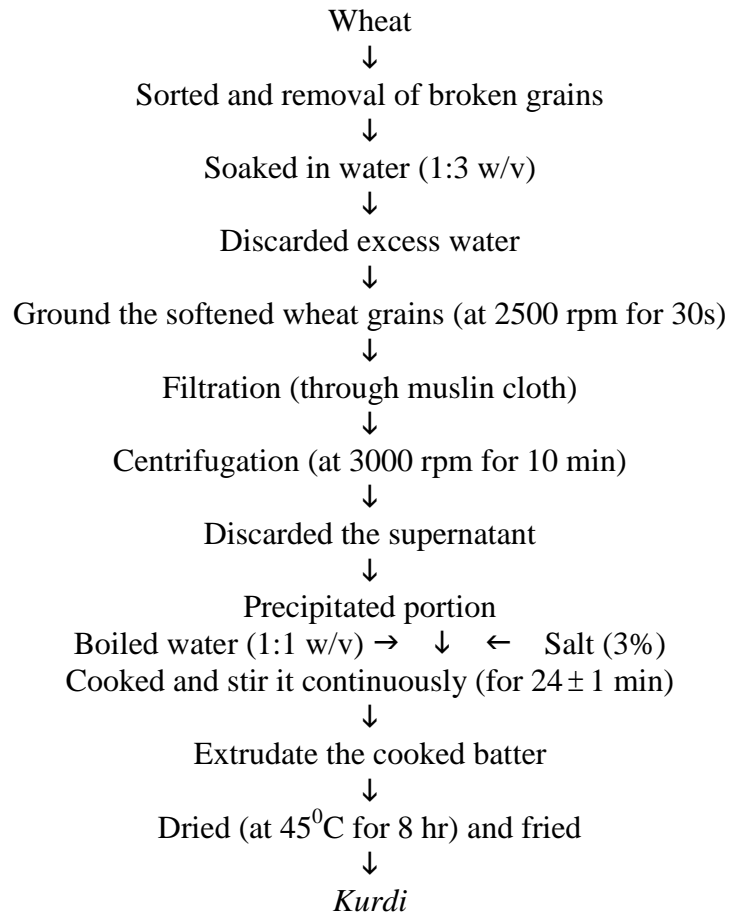 Wheat
↓
Sorted and removal of broken grains
↓
Soaked in water (1:3 w/v)
↓
Discarded excess water
↓
Ground the softened wheat grains (at 2500 rpm for 30s)
↓
Filtration (through muslin cloth)
↓
Centrifugation (at 3000 rpm for 10 min)
↓
Discarded the supernatant
↓
Precipitated portion
Boiled water (1:1 w/v) → ↓ ← Salt (3%)
Cooked and stir it continuously (for 24 ± 1 min)
↓
Extrudate the cooked batter
↓
Dried (at 45⁰C for 8 hr) and fried
↓
Kurdi